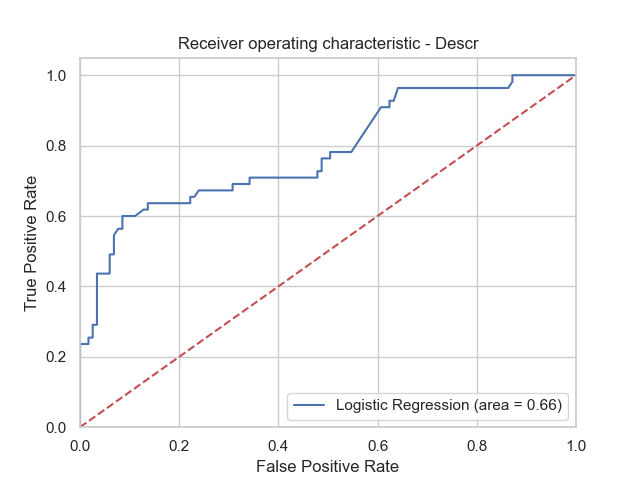 Receiver operating characteristic - Descr
1.0
0.8
0.6
0.4
0.2
0.0
True Positive Rate
Logistic Regression (area = 0.66)
0.0 0.2 0.4 0.6 0.8 1.0
False Positive Rate